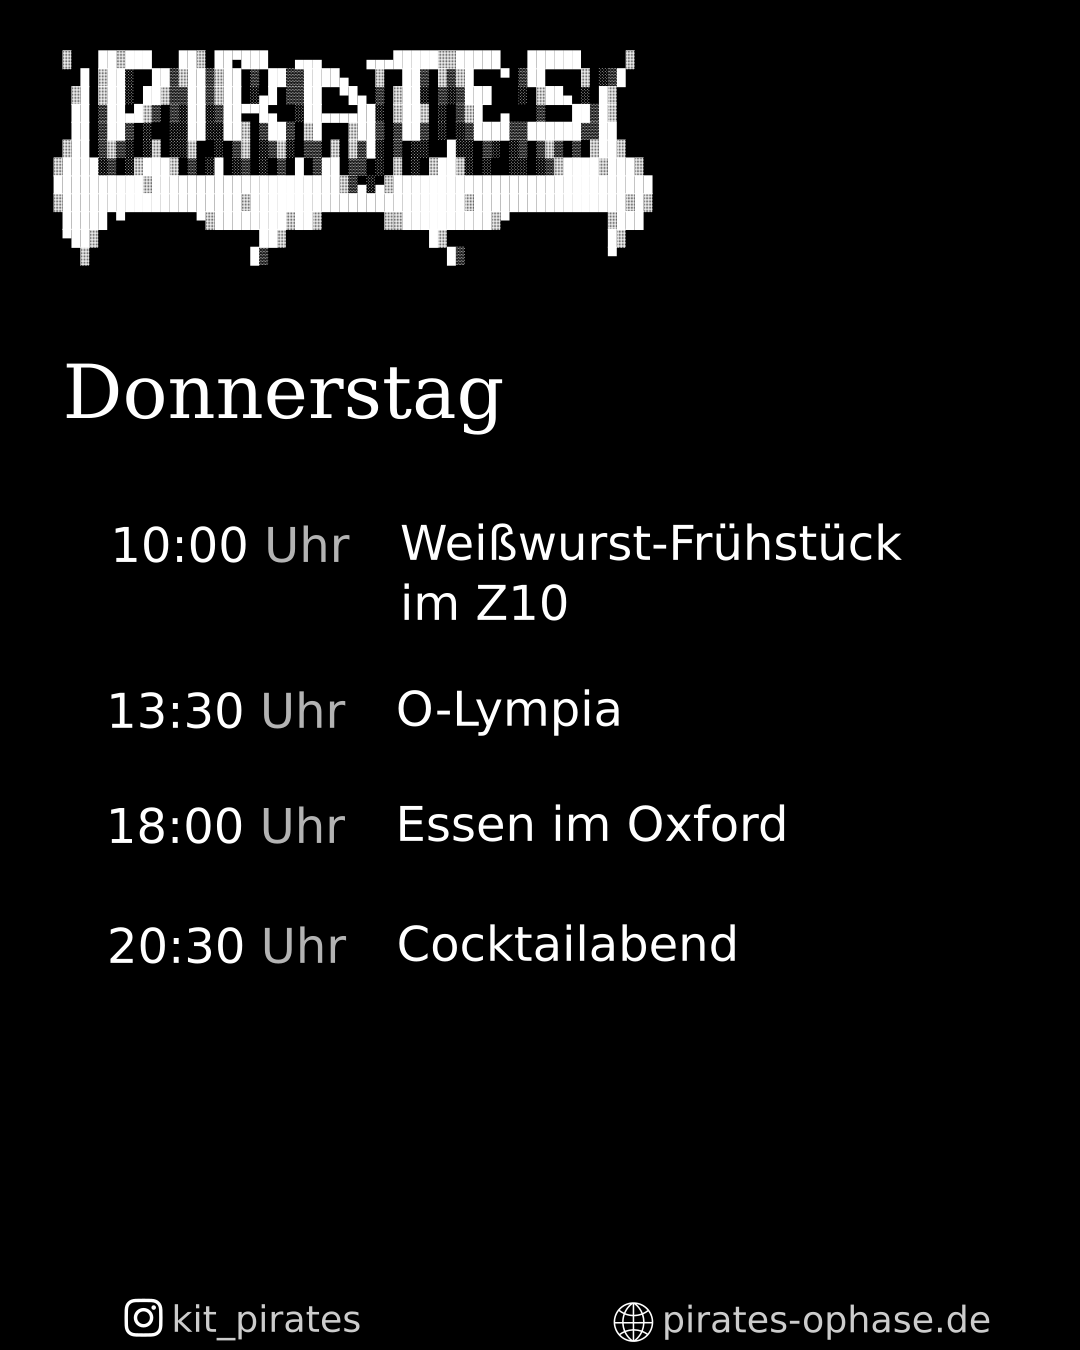 PIRATES
Donnerstag
10:00 Uhr Weißwurst-Frühstück
im Z10
13:30 Uhr O-Lympia
18:00 Uhr Essen im Oxford
20:30 Uhr Cocktailabend
kit_pirates
pirates-ophase.de